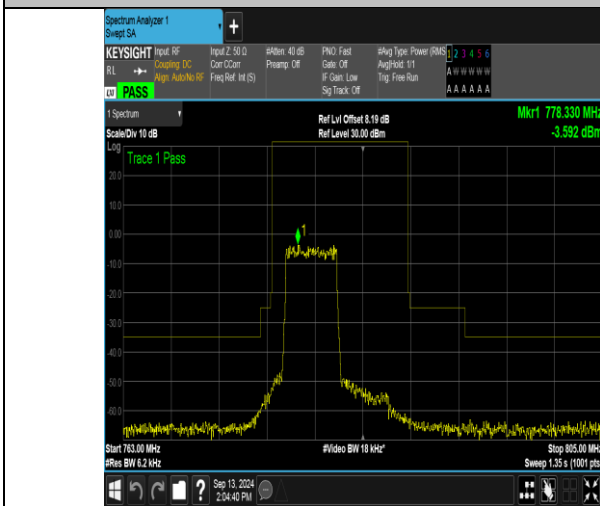 Spectrum Analyzer 1
Swept SA
+
KEYSIGHT
RL
LXI PASS
Input: RF
Coupling: DC
Align: Auto/No RF
Input Z: 50 Ω
Corr CCorr
Freq Ref: Int (S)
#Atten: 40 dB
Preamp: Off
PNO: Fast
Gate: Off
IF Gain: Low
Sig Track: Off
#Avg Type: Power (RMS
Avg|Hold: 1/1
Trig: Free Run
1 2 3 4 5 6
A W W W W W
A A A A A A
1 Spectrum
Scale/Div 10 dB
Ref Lvl Offset 8.19 dB
Ref Level 30.00 dBm
Mkr1 778.330 MHz
-3.592 dBm
Log
Trace 1 Pass
20.0
10.0
0.00
1
-10.0
-20.0
-30.0
-40.0
-50.0
-60.0
Start 763.00 MHz
#Res BW 6.2 kHz
#Video BW 18 kHz*
Stop 805.00 MHz
Sweep 1.35 s (1001 pts
?
Sep 13, 2024
2:04:40 PM